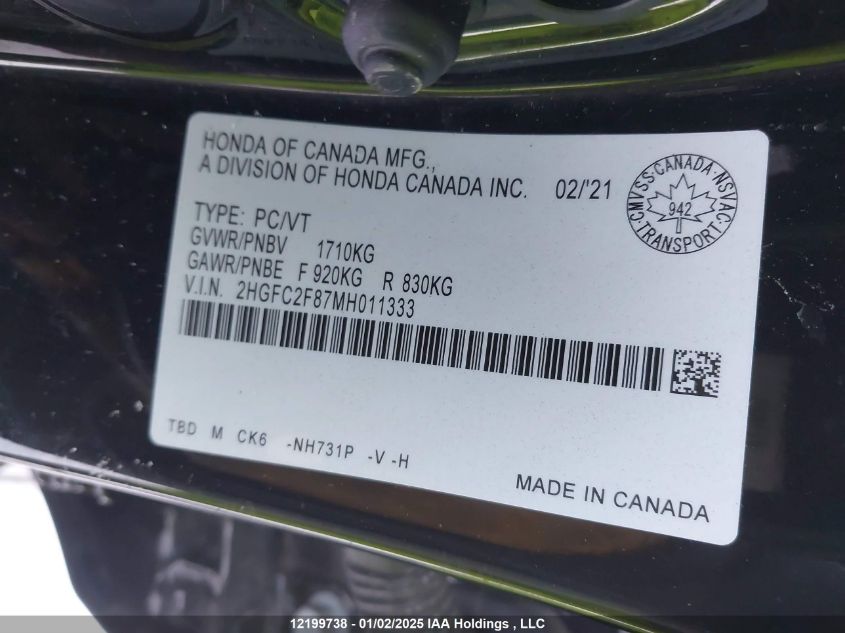 HONDA OF CANADA MFG.,
A DIVISION OF HONDA CANADA INC. 02/'21
TYPE: PC/VT
GVWR/PNBV 1710KG
GAWR/PNBE F 920KG R 830KG
V.I.N. 2HGFC2F87MH011333
CMVSS·CANADA·NSVAC
942
·TRANSPORT·
TBD M CK6 -NH731P -V -H
MADE IN CANADA
12199738 - 01/02/2025 IAA Holdings , LLC